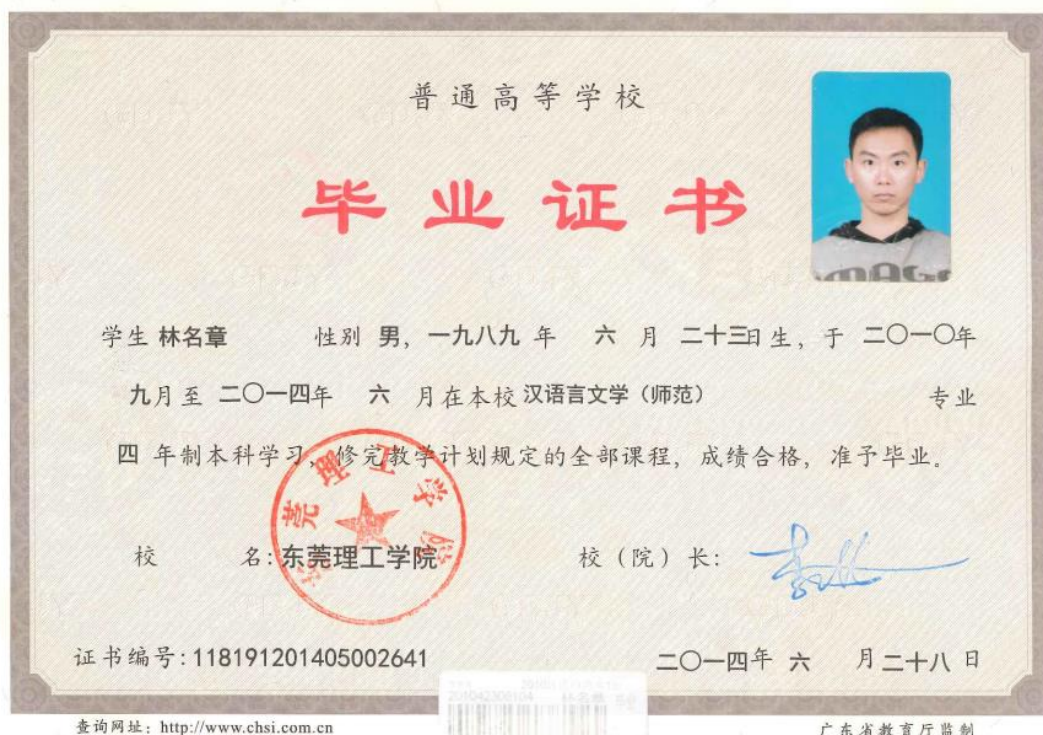 普通高等学校
毕业证书
学生 林名章 性别 男，一九八九 年 六 月 二十三日生，于 二〇一〇年
九月至 二〇一四年 六 月在本校 汉语言文学（师范） 专业
四 年制本科学习，修完教学计划规定的全部课程，成绩合格，准予毕业。
东莞理工学院
校 名：东莞理工学院 校（院）长：
证书编号：118191201405002641 二〇一四年 六 月二十八 日
查询网址：http://www.chsi.com.cn 广东省教育厅监制